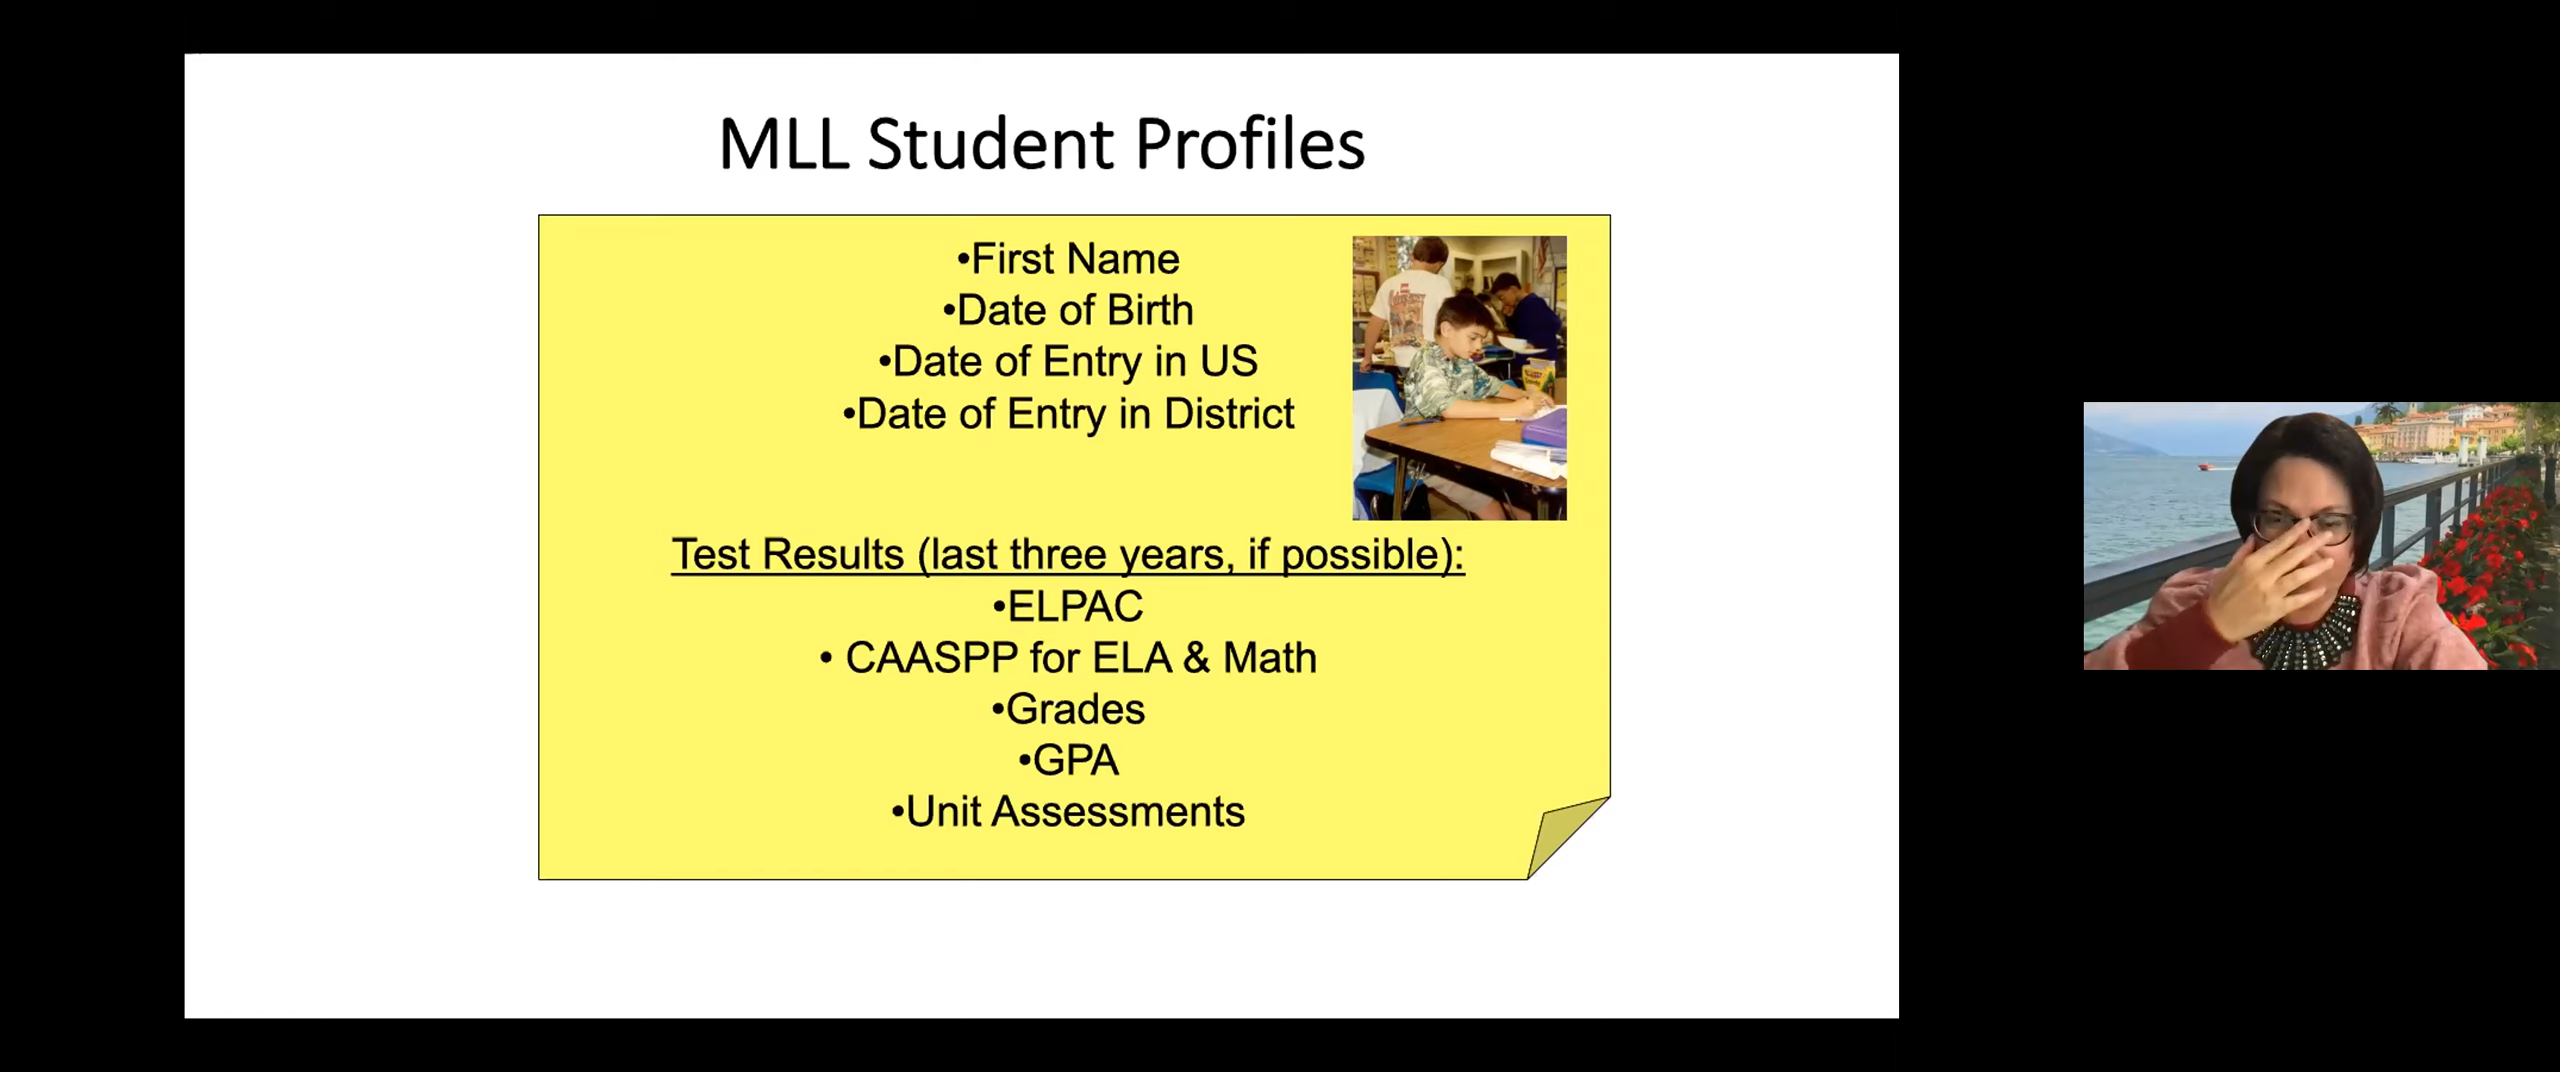 MLL Student Profiles
•First Name
•Date of Birth
•Date of Entry in US
•Date of Entry in District
Test Results (last three years, if possible):
•ELPAC
• CAASPP for ELA & Math
•Grades
•GPA
•Unit Assessments